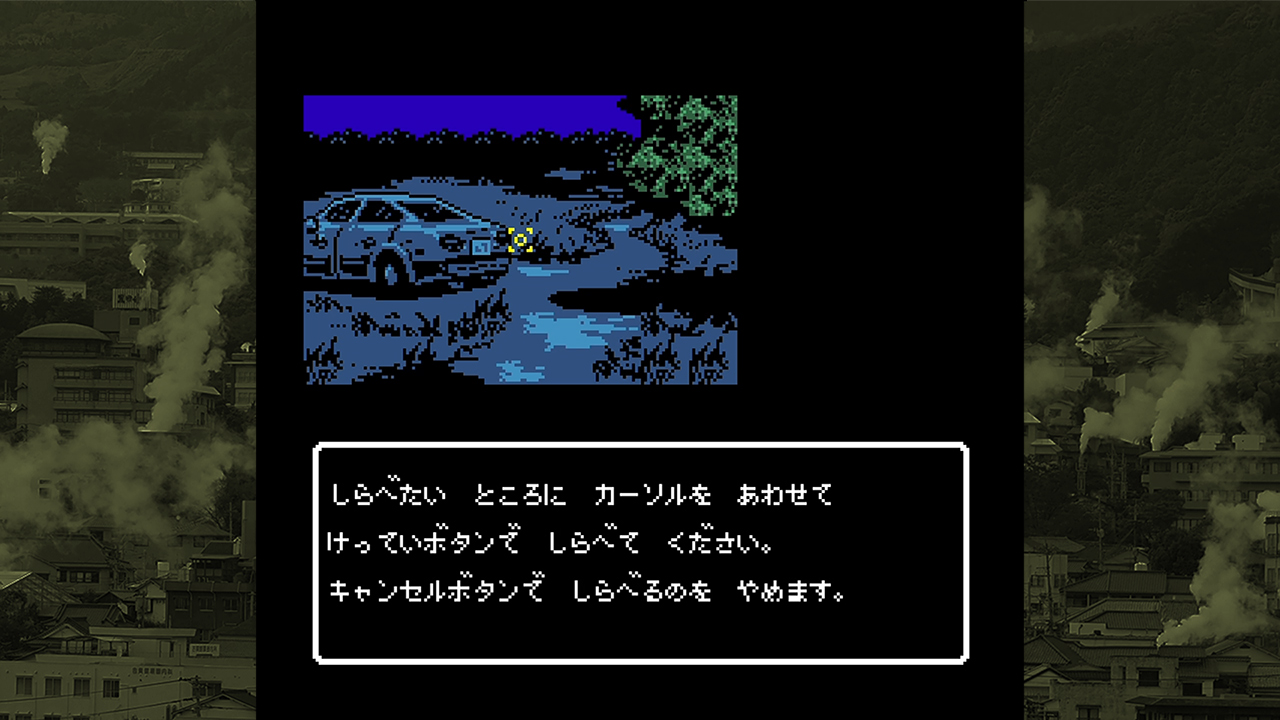 しらべたい ところに カーソルを あわせて
けっていボタンで しらべて ください。
キャンセルボタンで しらべるのを やめます。